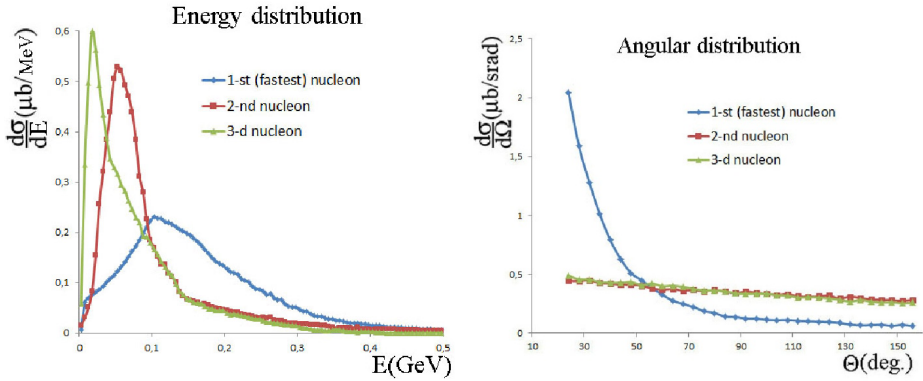 Energy distribution
dσ
dE
(μb/MeV)
0,6
0,5
0,4
0,3
0,2
0,1
0
1-st (fastest) nucleon
2-nd nucleon
3-d nucleon
0
0,1
0,2
0,3
0,4
0,5
E(GeV)
Angular distribution
dσ
dΩ
(μb/srad)
2,5
2
1,5
1
0,5
0
1-st (fastest) nucleon
2-nd nucleon
3-d nucleon
10
30
50
70
90
110
130
150
Θ(deg.)